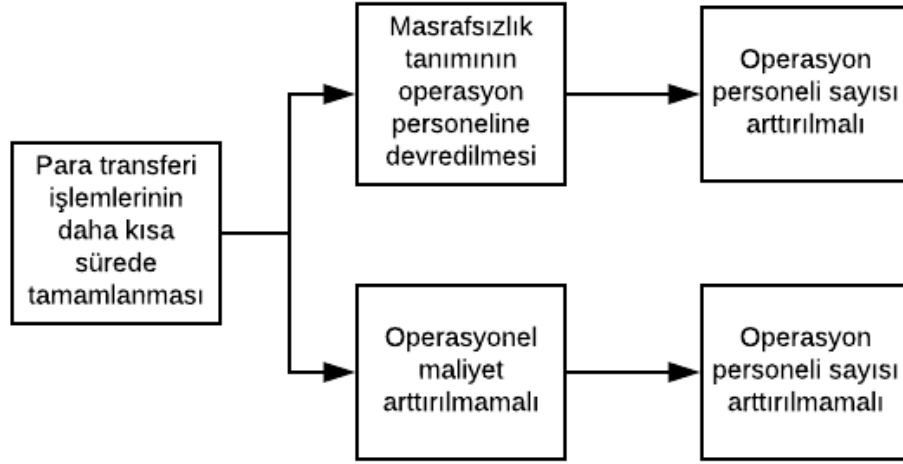 Para transferi
işlemlerinin
daha kısa
sürede
tamamlanması
Masrafsızlık
tanımının
operasyon
personeline
devredilmesi
Operasyon
personeli sayısı
arttırılmalı
Operasyonel
maliyet
arttırılmamalı
Operasyon
personeli sayısı
arttırılmamalı